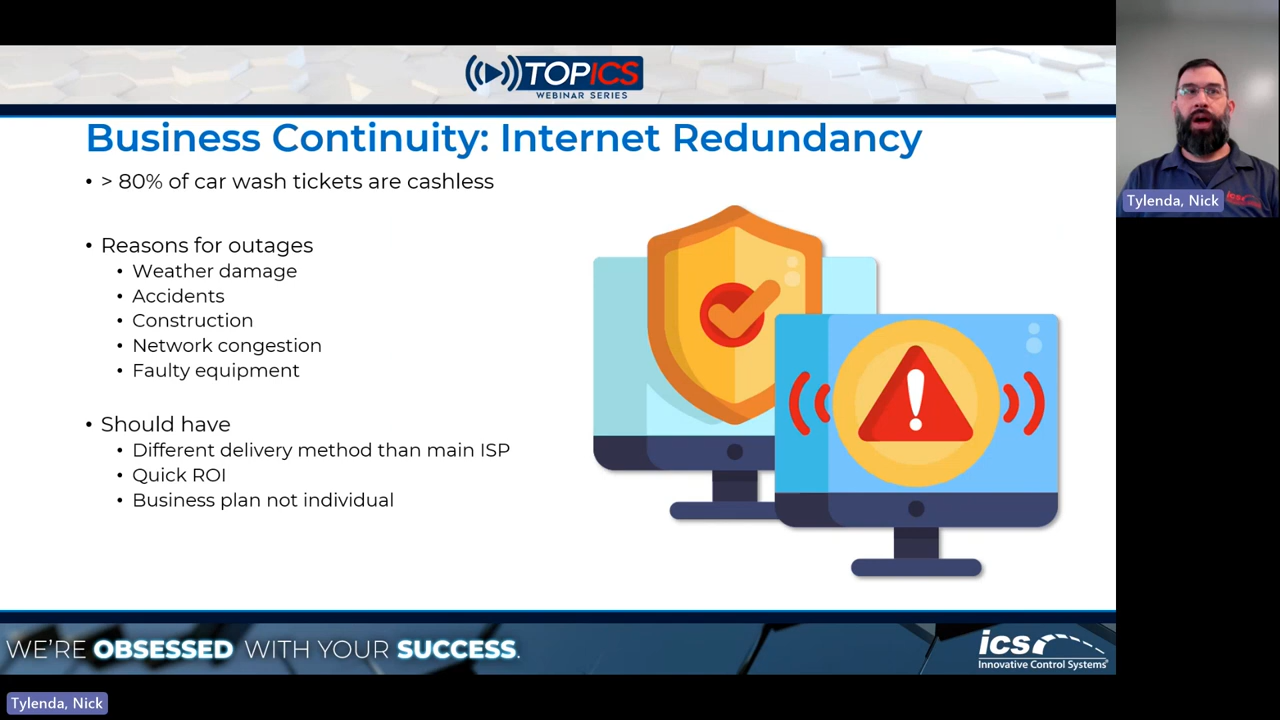 TOPICS
WEBINAR SERIES
Business Continuity: Internet Redundancy
• > 80% of car wash tickets are cashless
• Reasons for outages
• Weather damage
• Accidents
• Construction
• Network congestion
• Faulty equipment
• Should have
• Different delivery method than main ISP
• Quick ROI
• Business plan not individual
WE'RE OBSESSED WITH YOUR SUCCESS.
ics
Innovative Control Systems®
ics
Tylenda, Nick
Tylenda, Nick